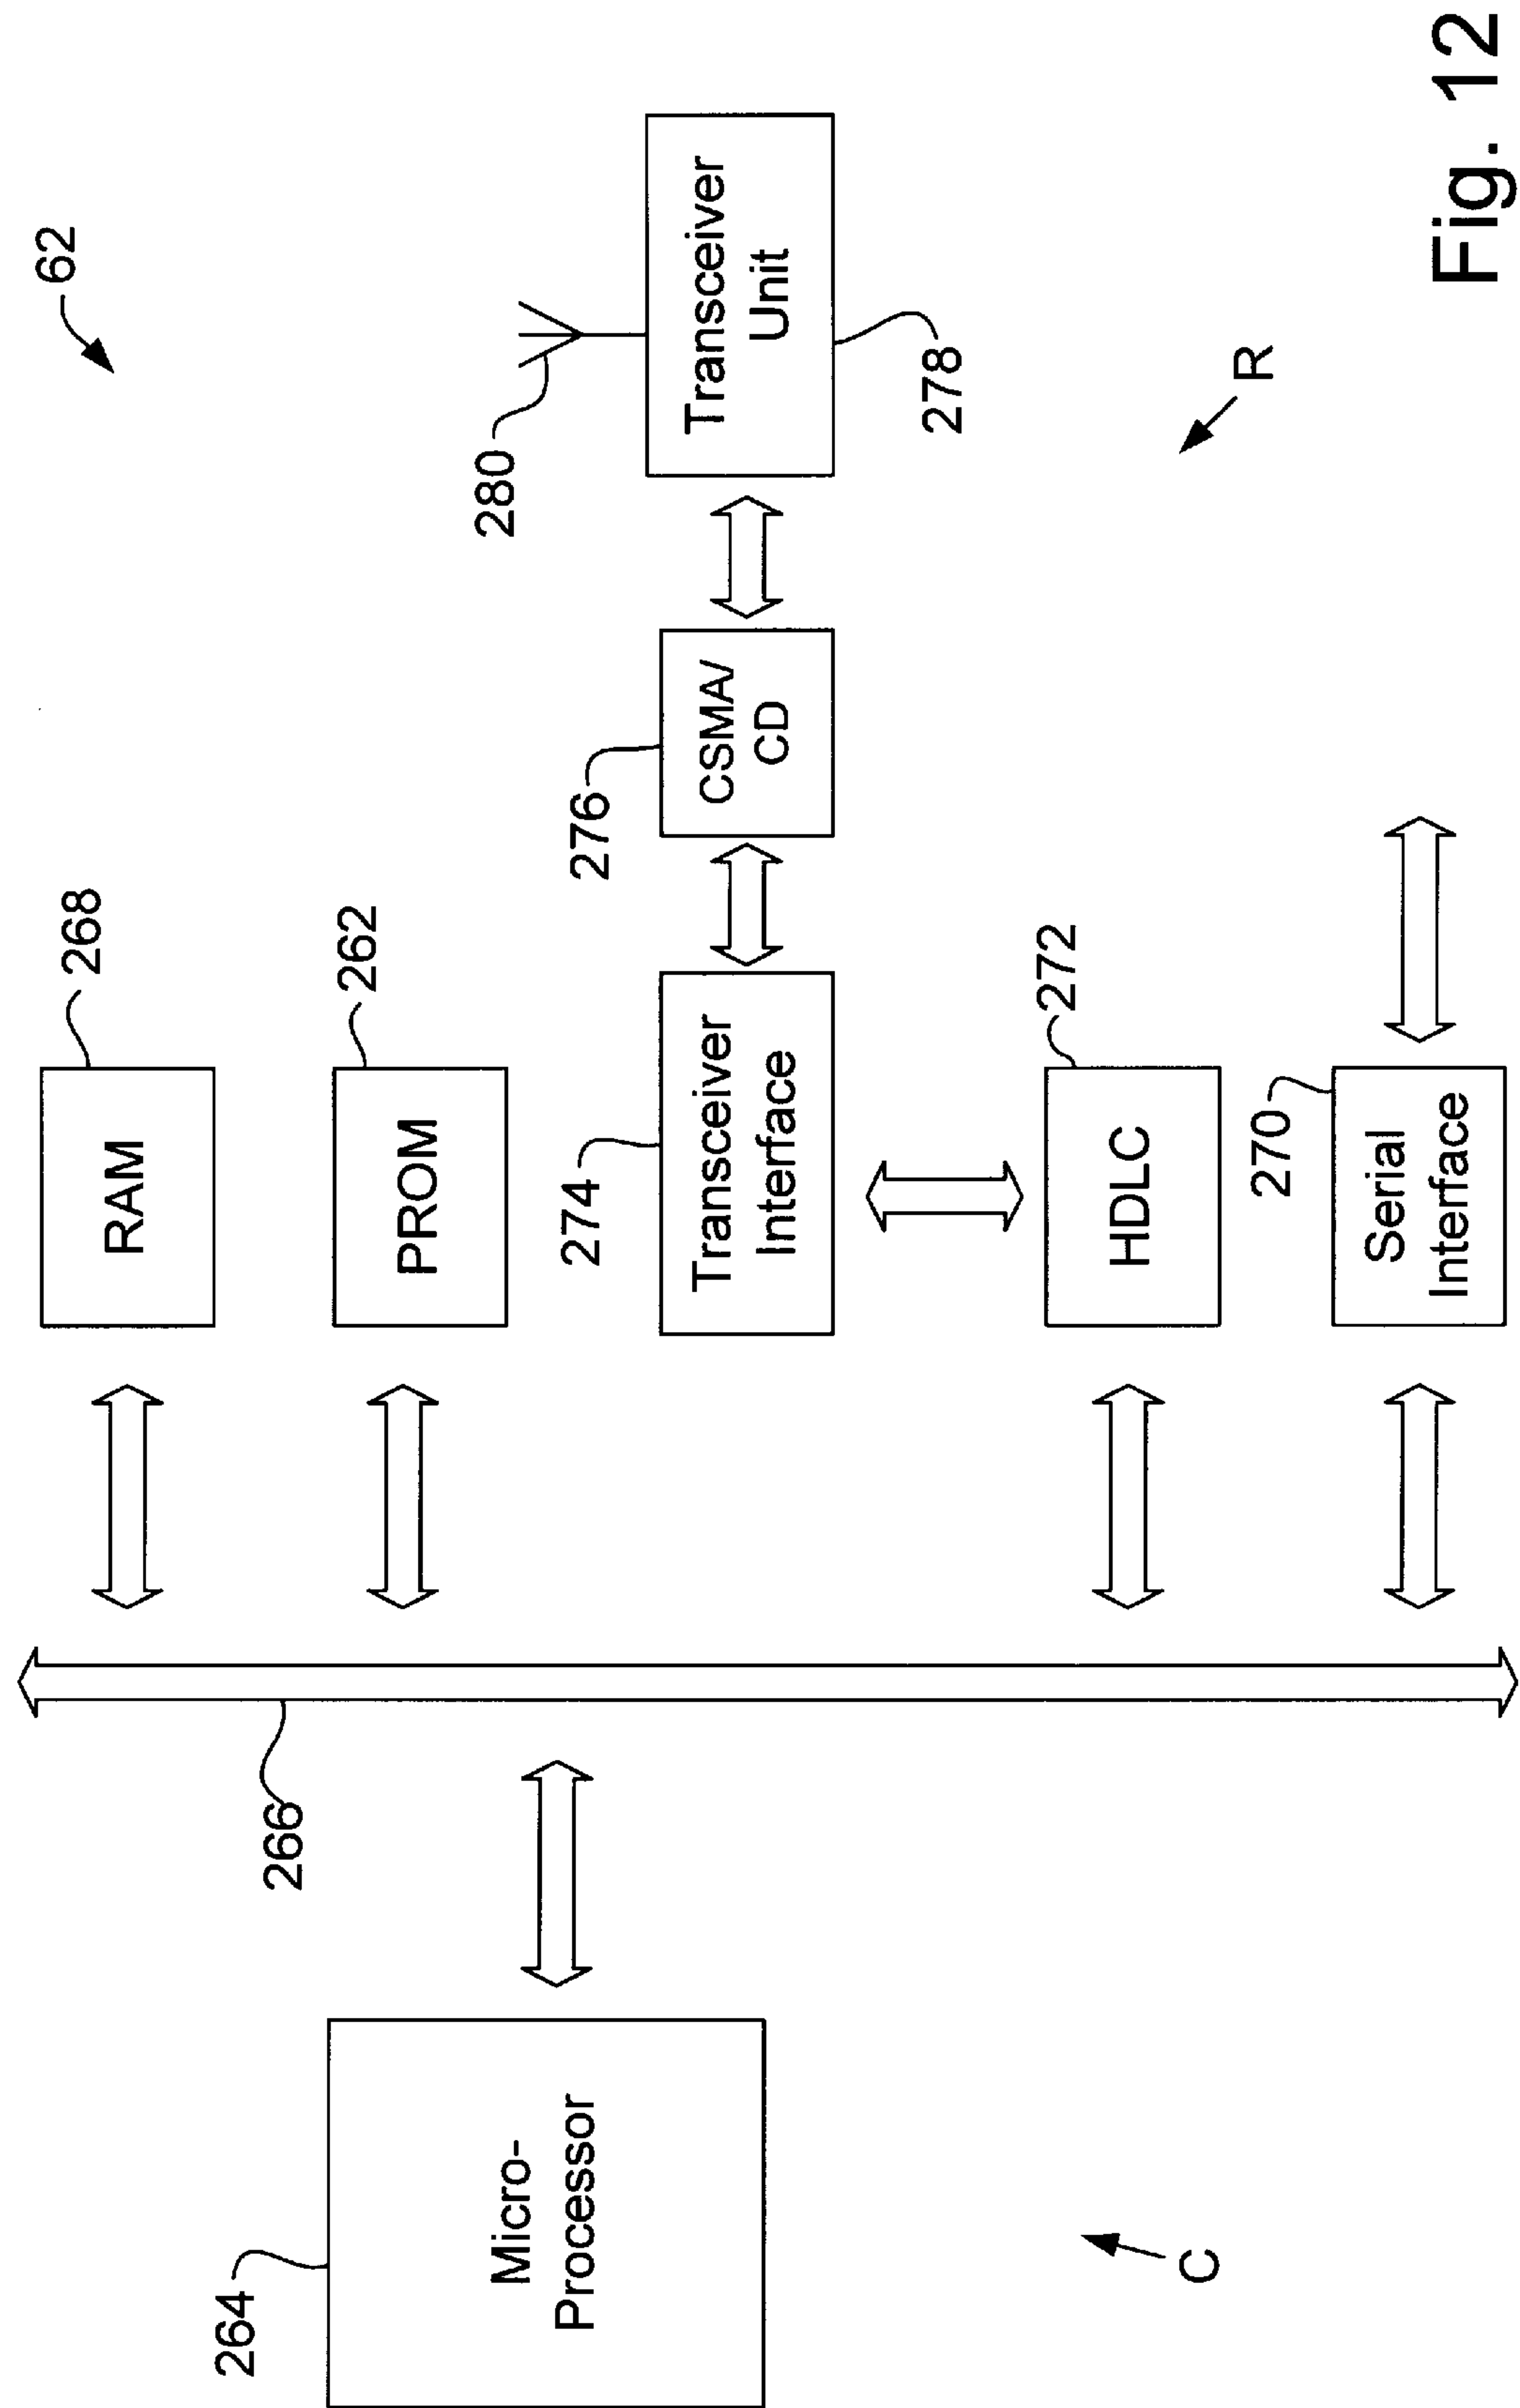 62
268
RAM
262
PROM
280
Transceiver
Unit
278
276
CSMA/
CD
274
Transceiver
Interface
266
264
Micro-
Processor
272
HDLC
270
Serial
Interface
R
C
Fig. 12